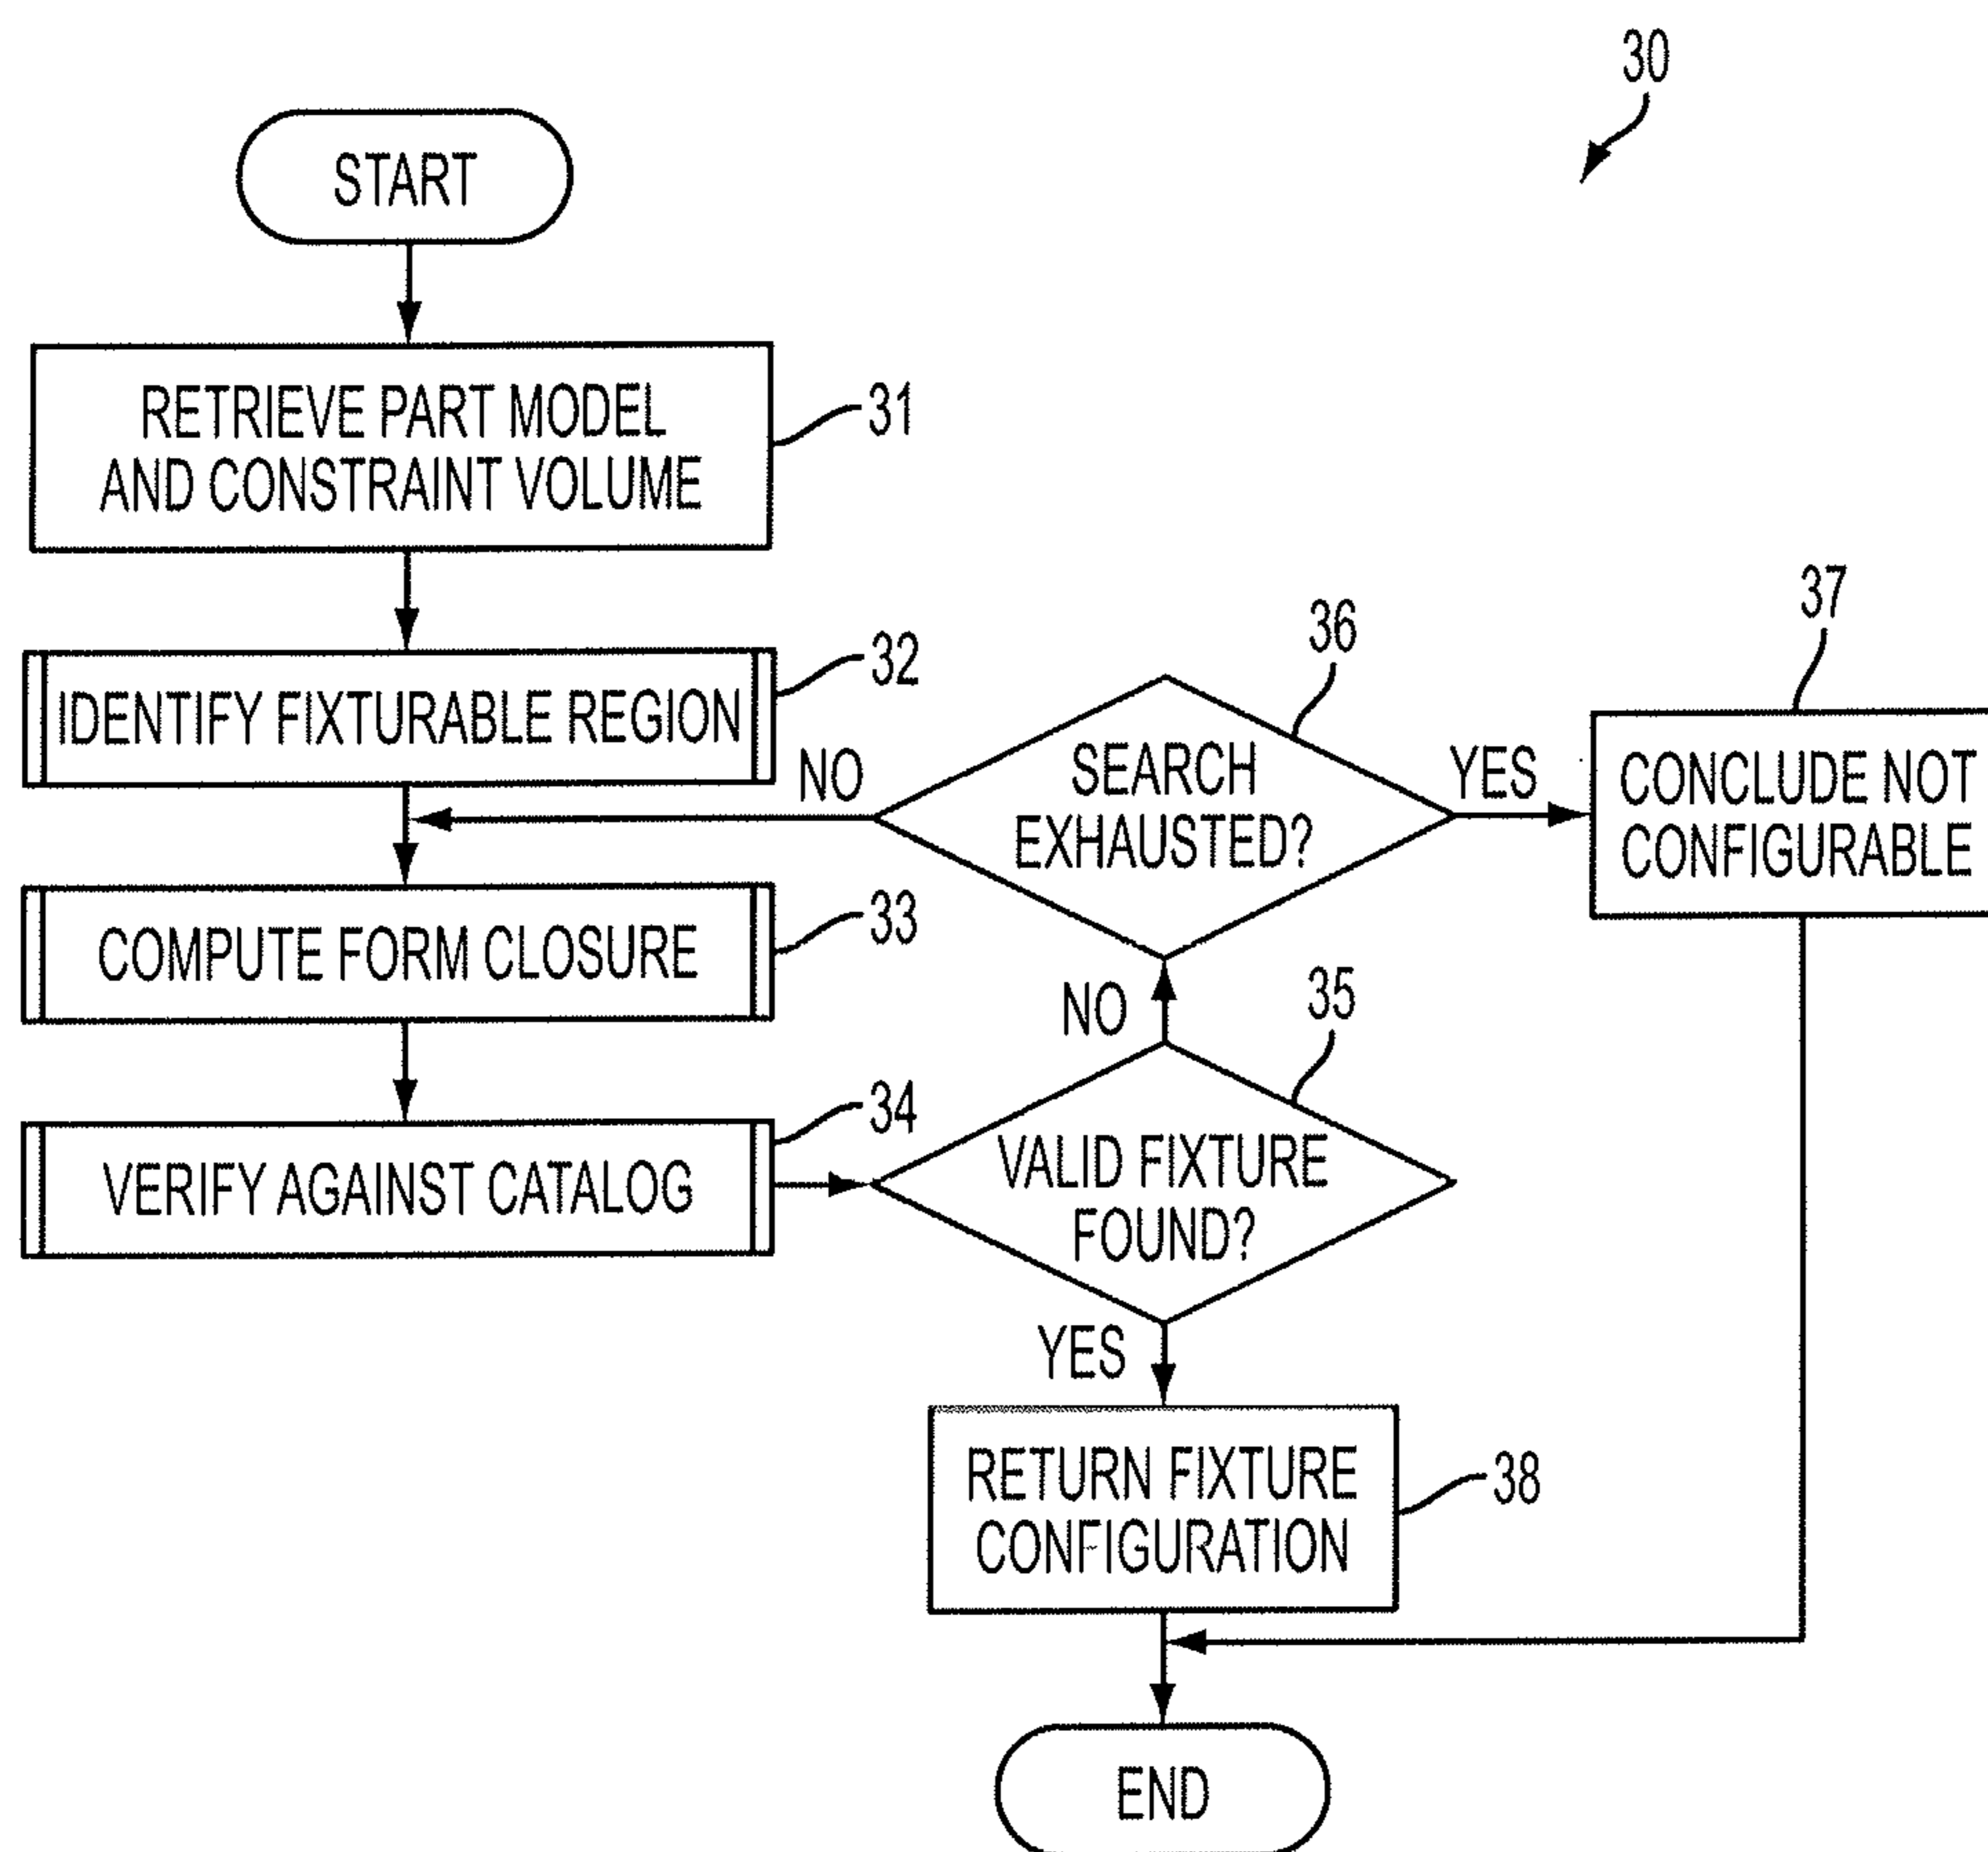 30
START
RETRIEVE PART MODEL
AND CONSTRAINT VOLUME
31
IDENTIFY FIXTURABLE REGION
32
COMPUTE FORM CLOSURE
33
VERIFY AGAINST CATALOG
34
VALID FIXTURE
FOUND?
35
NO
YES
SEARCH
EXHAUSTED?
36
NO
YES
CONCLUDE NOT
CONFIGURABLE
37
RETURN FIXTURE
CONFIGURATION
38
END